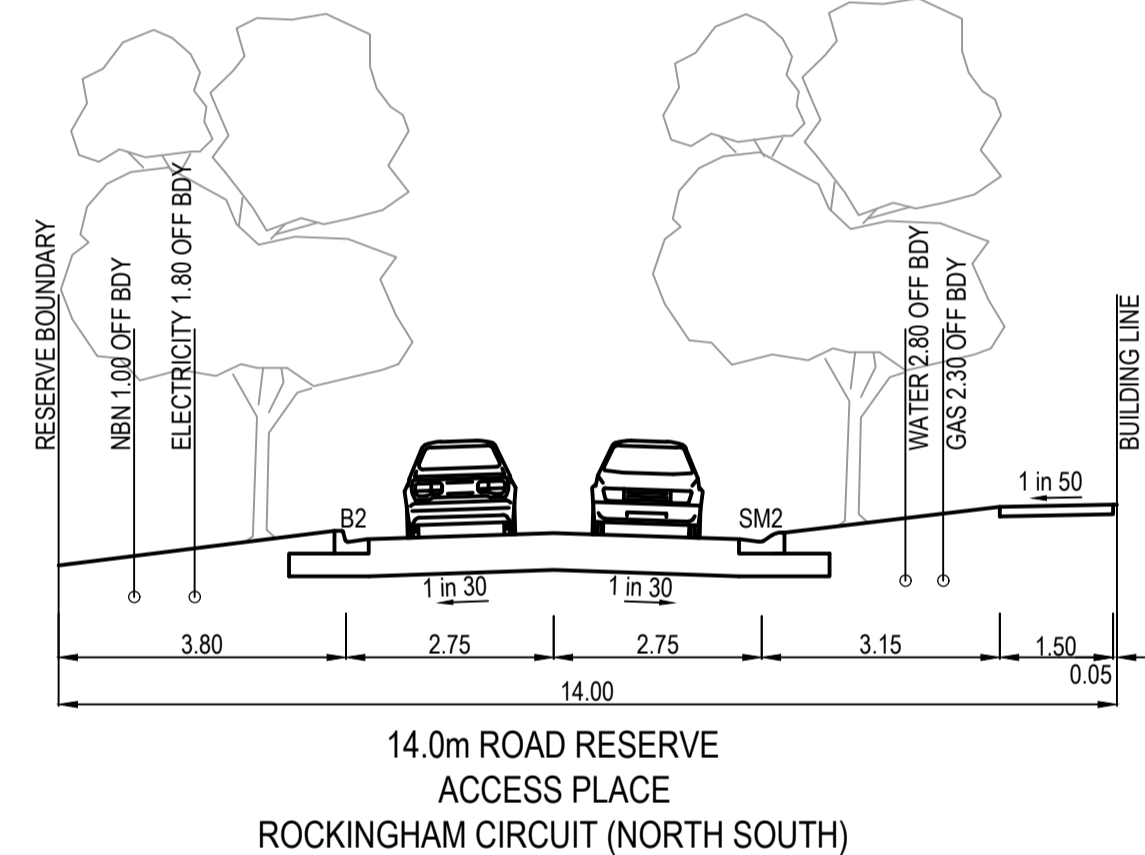 RESERVE BOUNDARY
NBN 1.00 OFF BDY
ELECTRICITY 1.80 OFF BDY
WATER 2.80 OFF BDY
GAS 2.30 OFF BDY
BUILDING LINE
1 in 50
B2
SM2
1 in 30
1 in 30
3.80
2.75
2.75
3.15
1.50
0.05
14.00
14.0m ROAD RESERVE
ACCESS PLACE
ROCKINGHAM CIRCUIT (NORTH SOUTH)